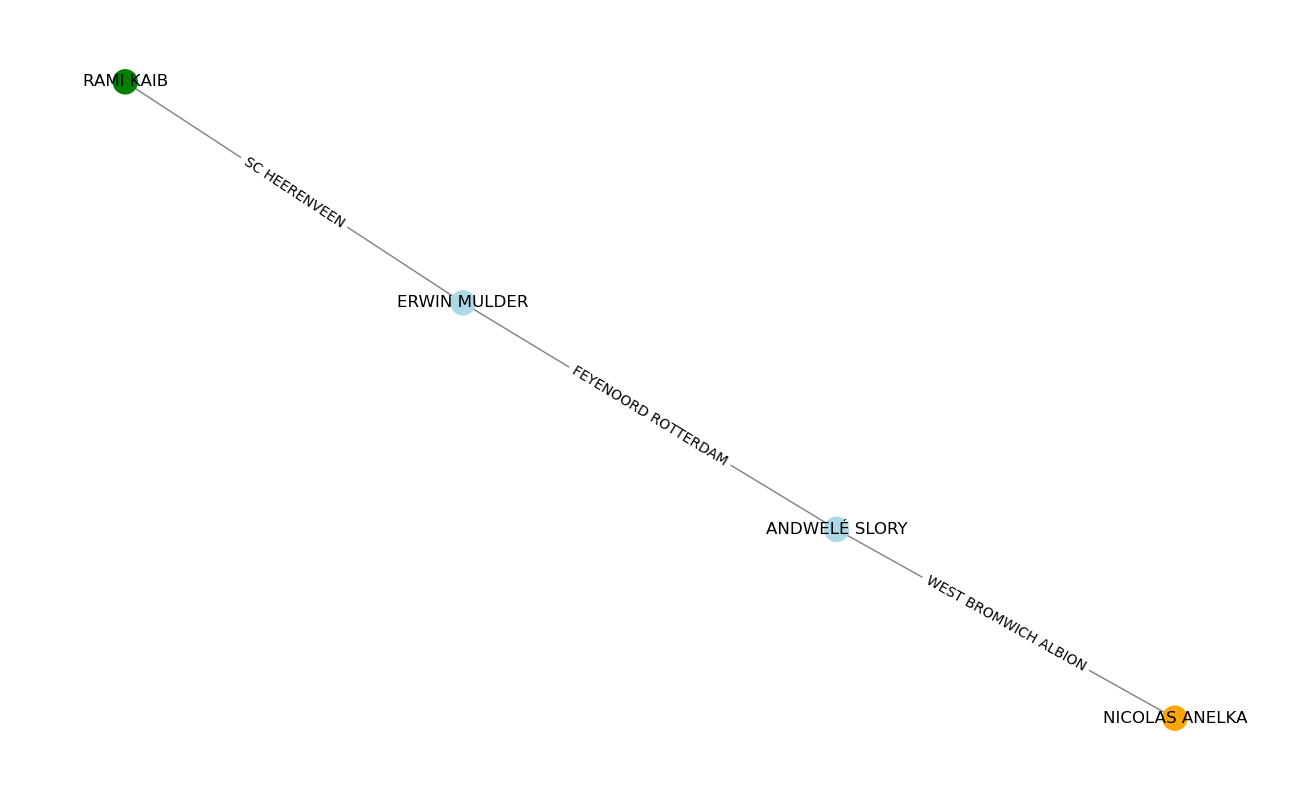 RAMI KAIB
SC HEERENVEEN
ERWIN MULDER
FEYENOORD ROTTERDAM
ANDWELÉ SLORY
WEST BROMWICH ALBION
NICOLAS ANELKA